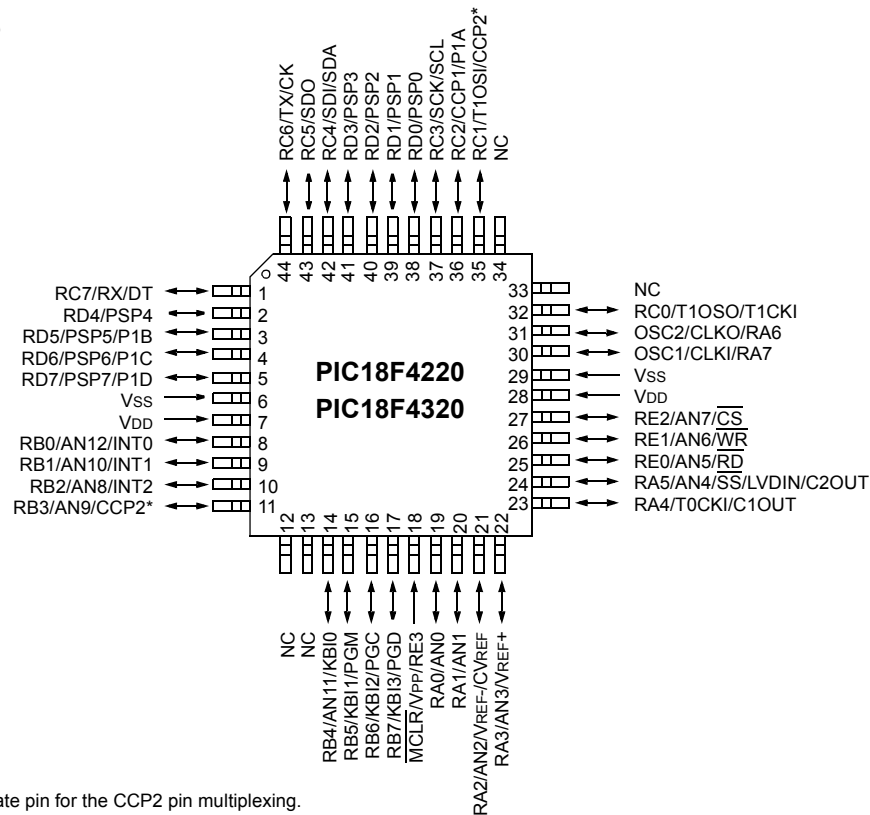 RC6/TX/CK
RC5/SDO
RC4/SDI/SDA
RD3/PSP3
RD2/PSP2
RD1/PSP1
RD0/PSP0
RC3/SCK/SCL
RC2/CCP1/P1A
RC1/T1OSI/CCP2*
NC
44
43
42
41
40
39
38
37
36
35
34
RC7/RX/DT 1
RD4/PSP4 2
RD5/PSP5/P1B 3
RD6/PSP6/P1C 4
RD7/PSP7/P1D 5
VSS 6
VDD 7
RB0/AN12/INT0 8
RB1/AN10/INT1 9
RB2/AN8/INT2 10
RB3/AN9/CCP2* 11
PIC18F4220
PIC18F4320
33 NC
32 RC0/T1OSO/T1CKI
31 OSC2/CLKO/RA6
30 OSC1/CLKI/RA7
29 VSS
28 VDD
27 RE2/AN7/CS
26 RE1/AN6/WR
25 RE0/AN5/RD
24 RA5/AN4/SS/LVDIN/C2OUT
23 RA4/T0CKI/C1OUT
12
13
14
15
16
17
18
19
20
21
22
NC
NC
RB4/AN11/KBI0
RB5/KBI1/PGM
RB6/KBI2/PGC
RB7/KBI3/PGD
MCLR/VPP/RE3
RA0/AN0
RA1/AN1
RA2/AN2/VREF-/CVREF
RA3/AN3/VREF+
pin for the CCP2 pin multiplexing.